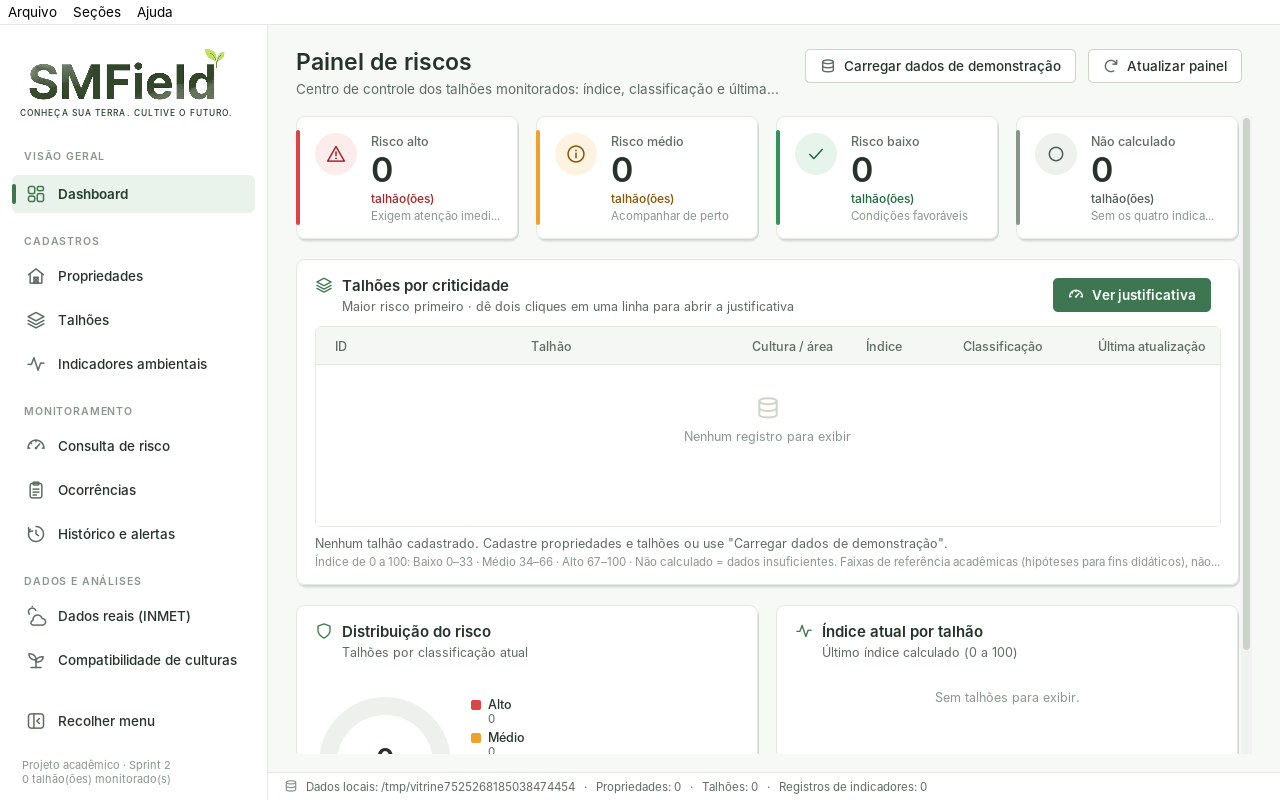 Arquivo Seções Ajuda
SMField
CONHEÇA SUA TERRA. CULTIVE O FUTURO.
VISÃO GERAL
Dashboard
CADASTROS
Propriedades
Talhões
Indicadores ambientais
MONITORAMENTO
Consulta de risco
Ocorrências
Histórico e alertas
DADOS E ANÁLISES
Dados reais (INMET)
Compatibilidade de culturas
Recolher menu
Projeto acadêmico · Sprint 2
0 talhão(ões) monitorado(s)
Painel de riscos
Centro de controle dos talhões monitorados: índice, classificação e última...
Carregar dados de demonstração
Atualizar painel
Risco alto
0
talhão(ões)
Exigem atenção imedi...
Risco médio
0
talhão(ões)
Acompanhar de perto
Risco baixo
0
talhão(ões)
Condições favoráveis
Não calculado
0
talhão(ões)
Sem os quatro indica...
Talhões por criticidade
Maior risco primeiro · dê dois cliques em uma linha para abrir a justificativa
Ver justificativa
ID Talhão Cultura / área Índice Classificação Última atualização
Nenhum registro para exibir
Nenhum talhão cadastrado. Cadastre propriedades e talhões ou use "Carregar dados de demonstração".
Índice de 0 a 100: Baixo 0–33 · Médio 34–66 · Alto 67–100 · Não calculado = dados insuficientes. Faixas de referência acadêmicas (hipóteses para fins didáticos), não...
Distribuição do risco
Talhões por classificação atual
0
Alto
0
Médio
0
Índice atual por talhão
Último índice calculado (0 a 100)
Sem talhões para exibir.
Dados locais: /tmp/vitrine7525268185038474454 · Propriedades: 0 · Talhões: 0 · Registros de indicadores: 0